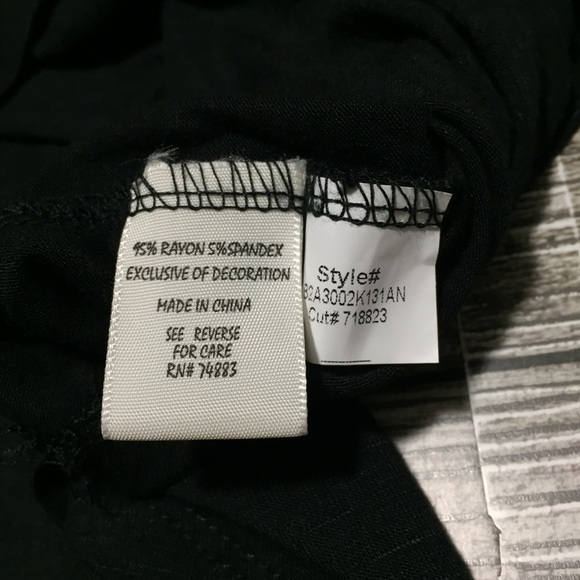 95% RAYON 5%SPANDEX
EXCLUSIVE OF DECORATION
MADE IN CHINA
SEE REVERSE
FOR CARE
RN# 74883
Style#
32A3002K131AN
Cut# 718823